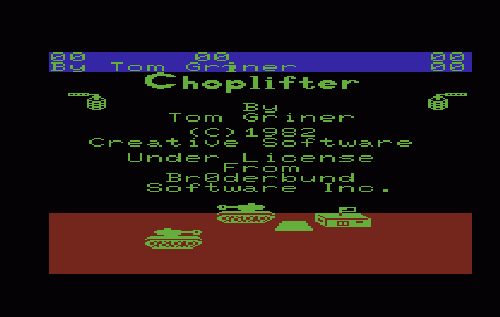 00 00 00
By Tom Griner 00
Choplifter
By
Tom Griner
(C)1982
Creative Software
Under License
From
Br0derbund
Software Inc.